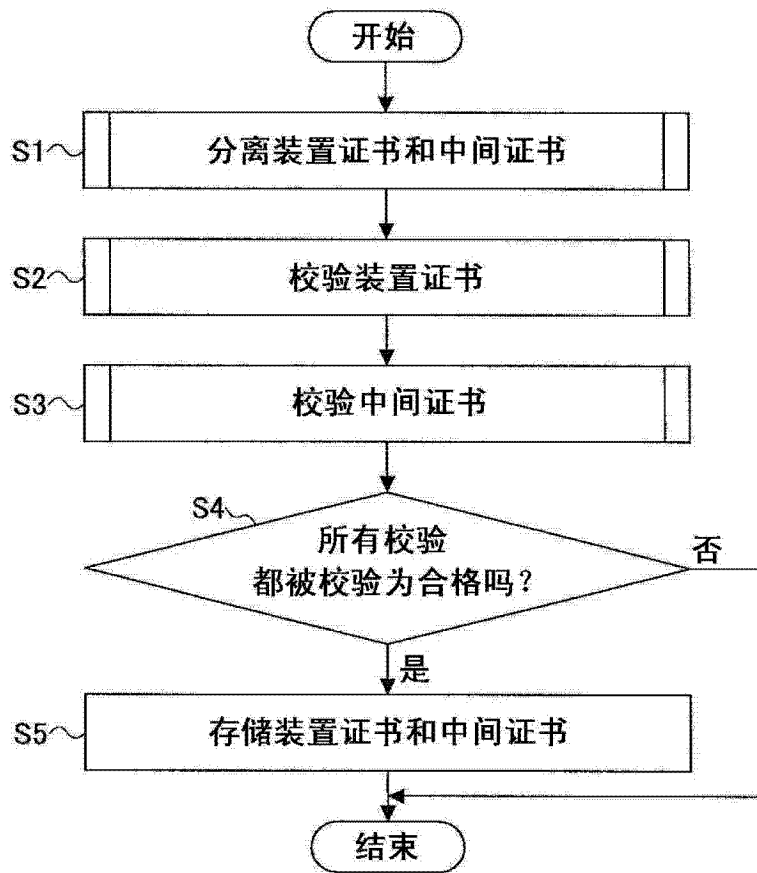 开始
S1
分离装置证书和中间证书
S2
校验装置证书
S3
校验中间证书
S4
所有校验
都被校验为合格吗?
否
是
S5
存储装置证书和中间证书
结束